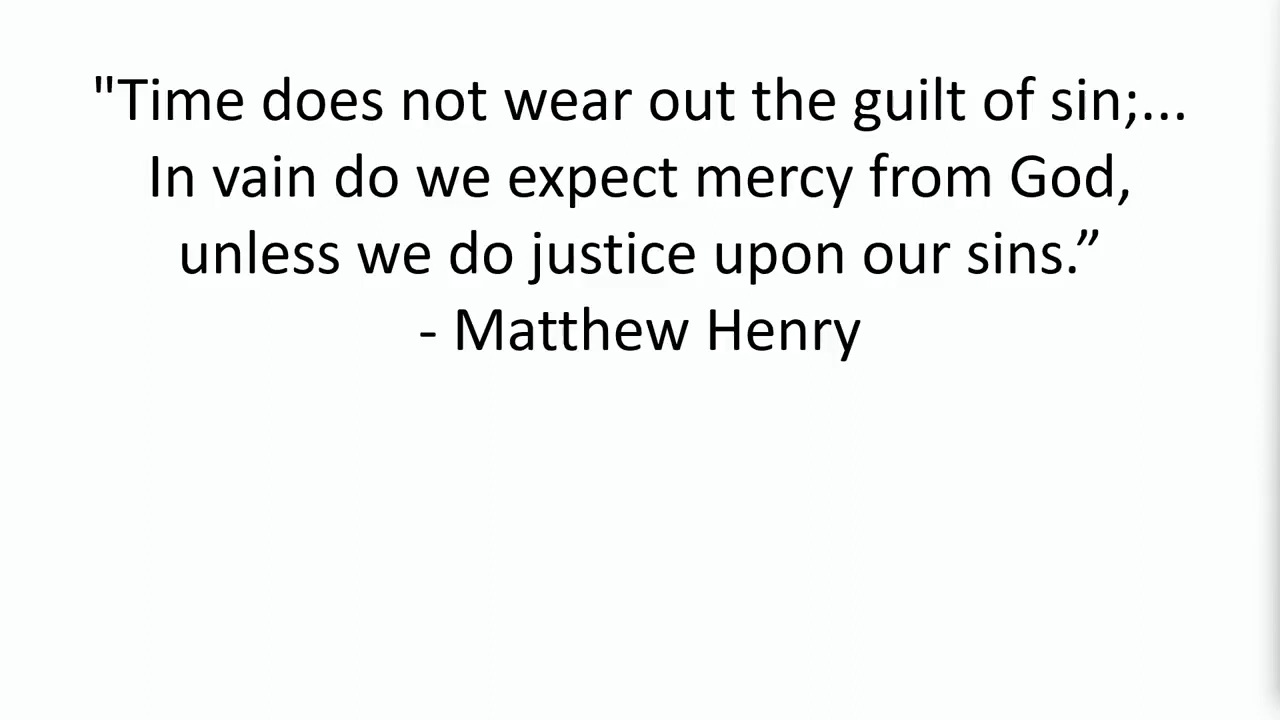 "Time does not wear out the guilt of sin;...
In vain do we expect mercy from God,
unless we do justice upon our sins.”
- Matthew Henry